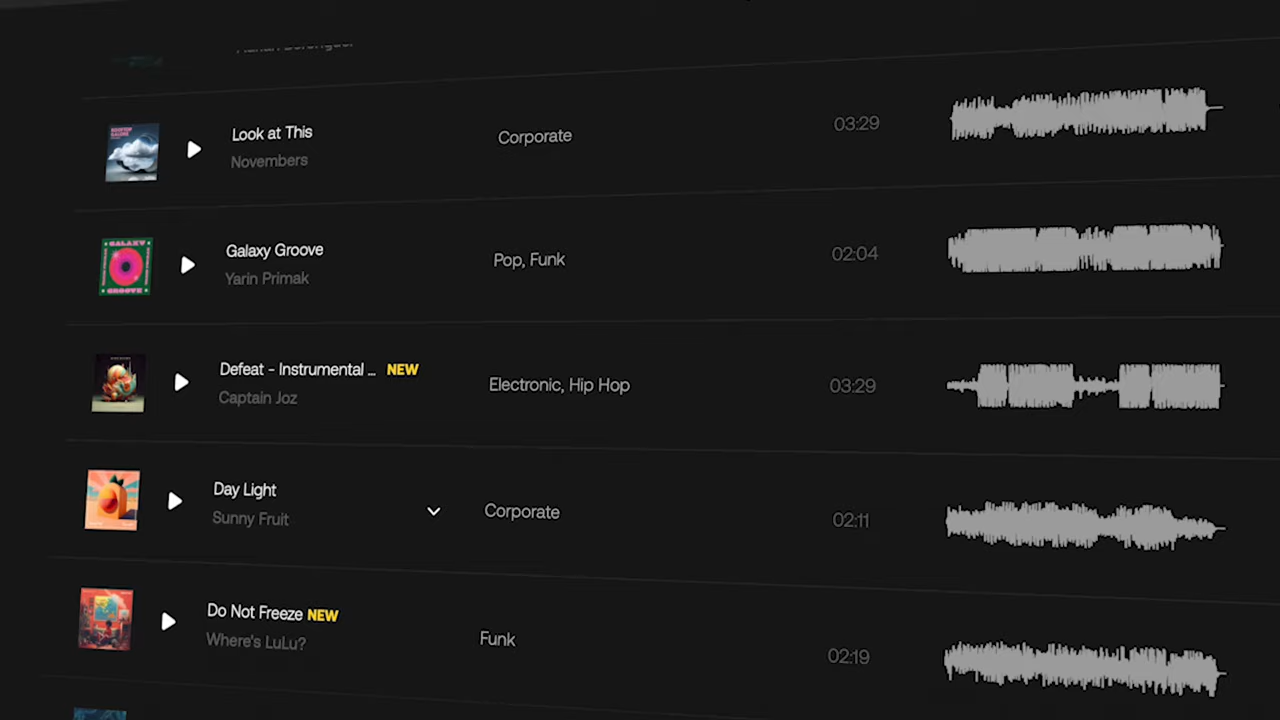 Look at This
Novembers
Corporate
03:29
GALAXY
GROOVE
Galaxy Groove
Yarin Primak
Pop, Funk
02:04
Defeat - Instrumental ... NEW
Captain Joz
Electronic, Hip Hop
03:29
Day Light
Sunny Fruit
Corporate
02:11
Do Not Freeze NEW
Where's LuLu?
Funk
02:19